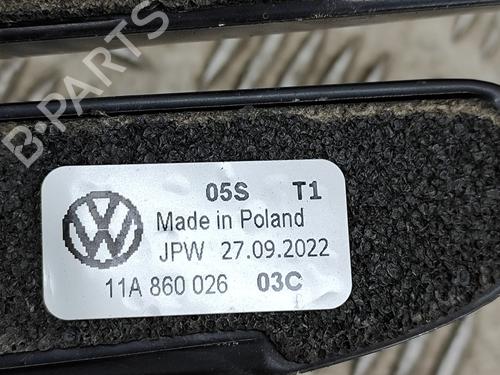 B-PARTS
05S T1
Made in Poland
JPW 27.09.2022
11A 860 026 03C